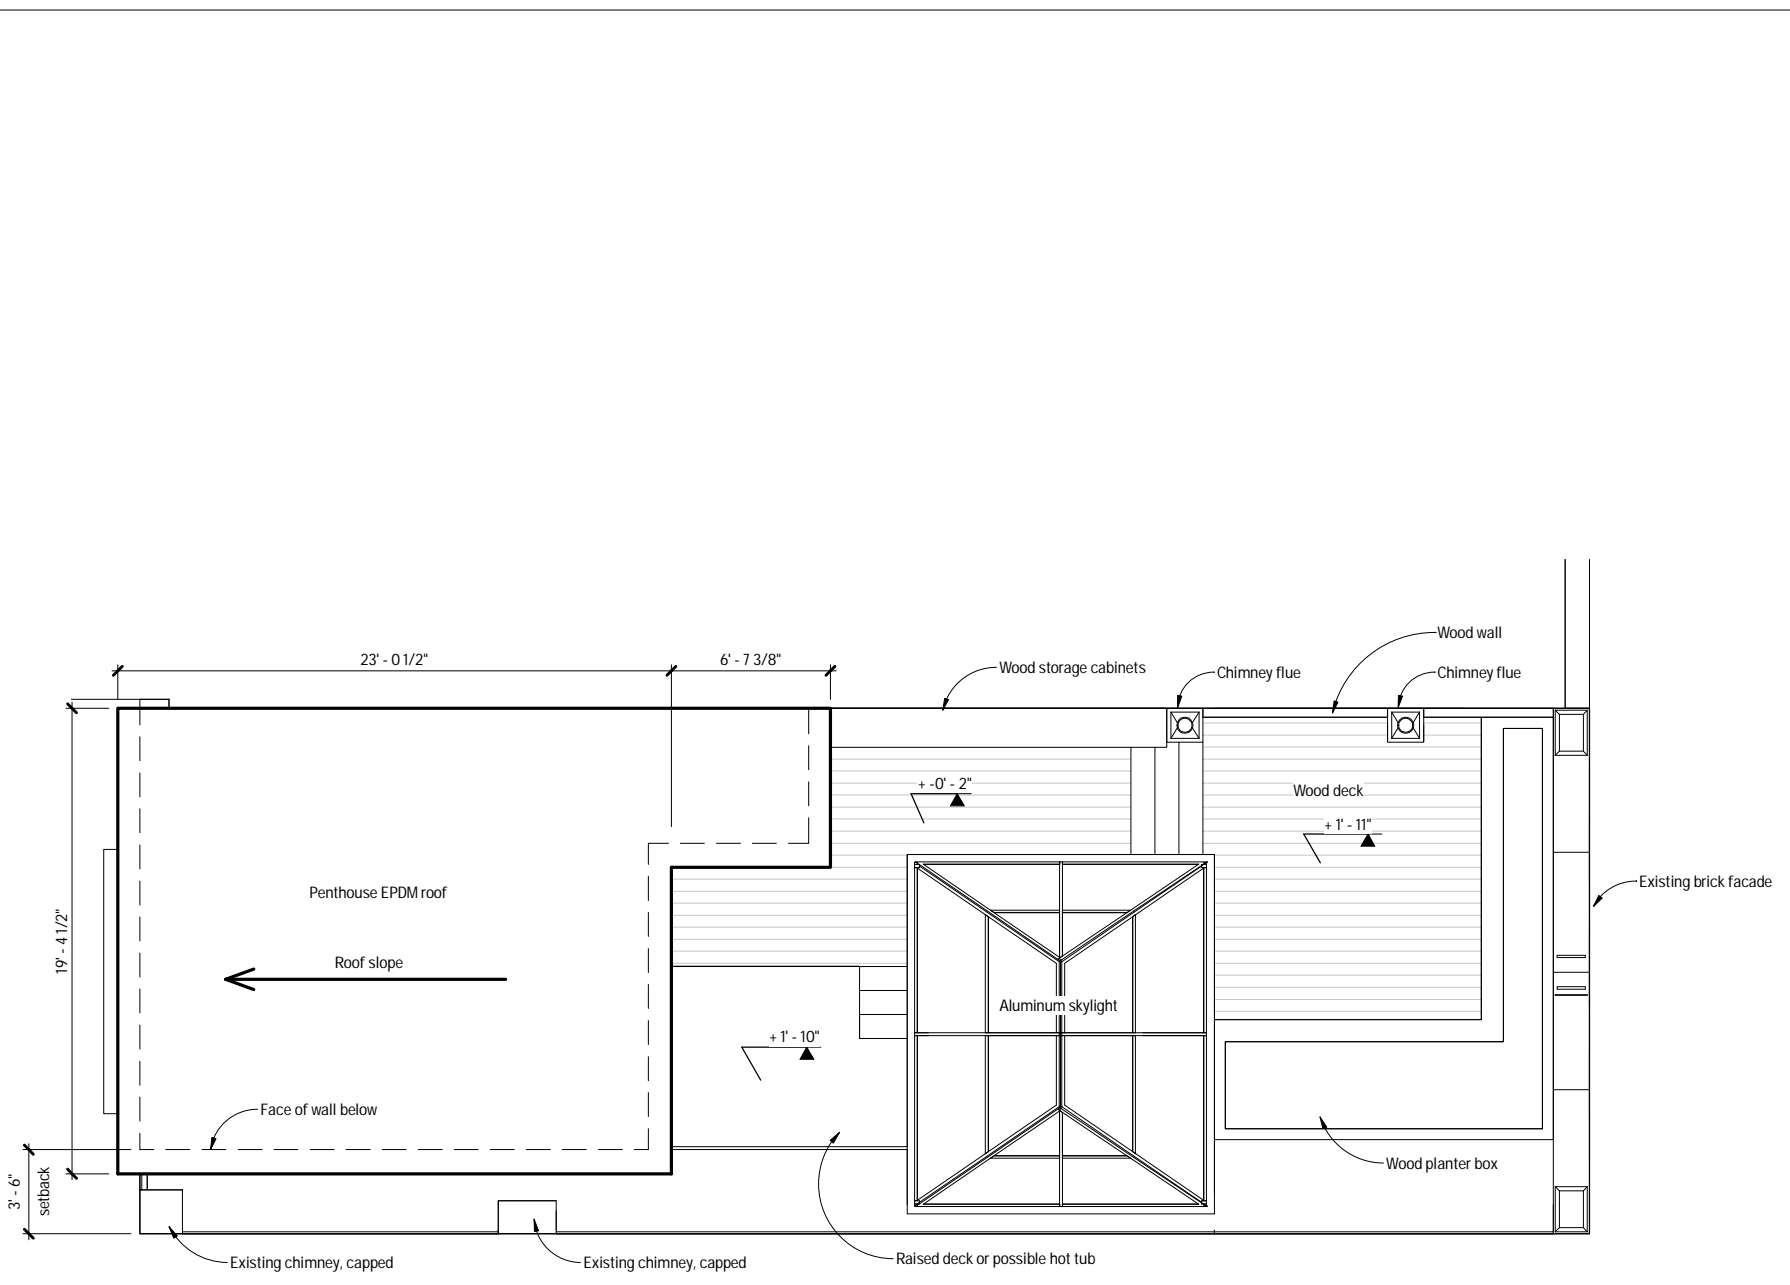 Wood wall
23' - 0 1/2"
6' - 7 3/8"
Wood storage cabinets
Chimney flue
Chimney flue
+ -0' - 2"
Wood deck
+ 1' - 11"
Existing brick facade
Penthouse EPDM roof
19' - 4 1/2"
Roof slope
Aluminum skylight
+ 1' - 10"
Face of wall below
Wood planter box
3' - 6"
setback
Existing chimney, capped
Existing chimney, capped
Raised deck or possible hot tub